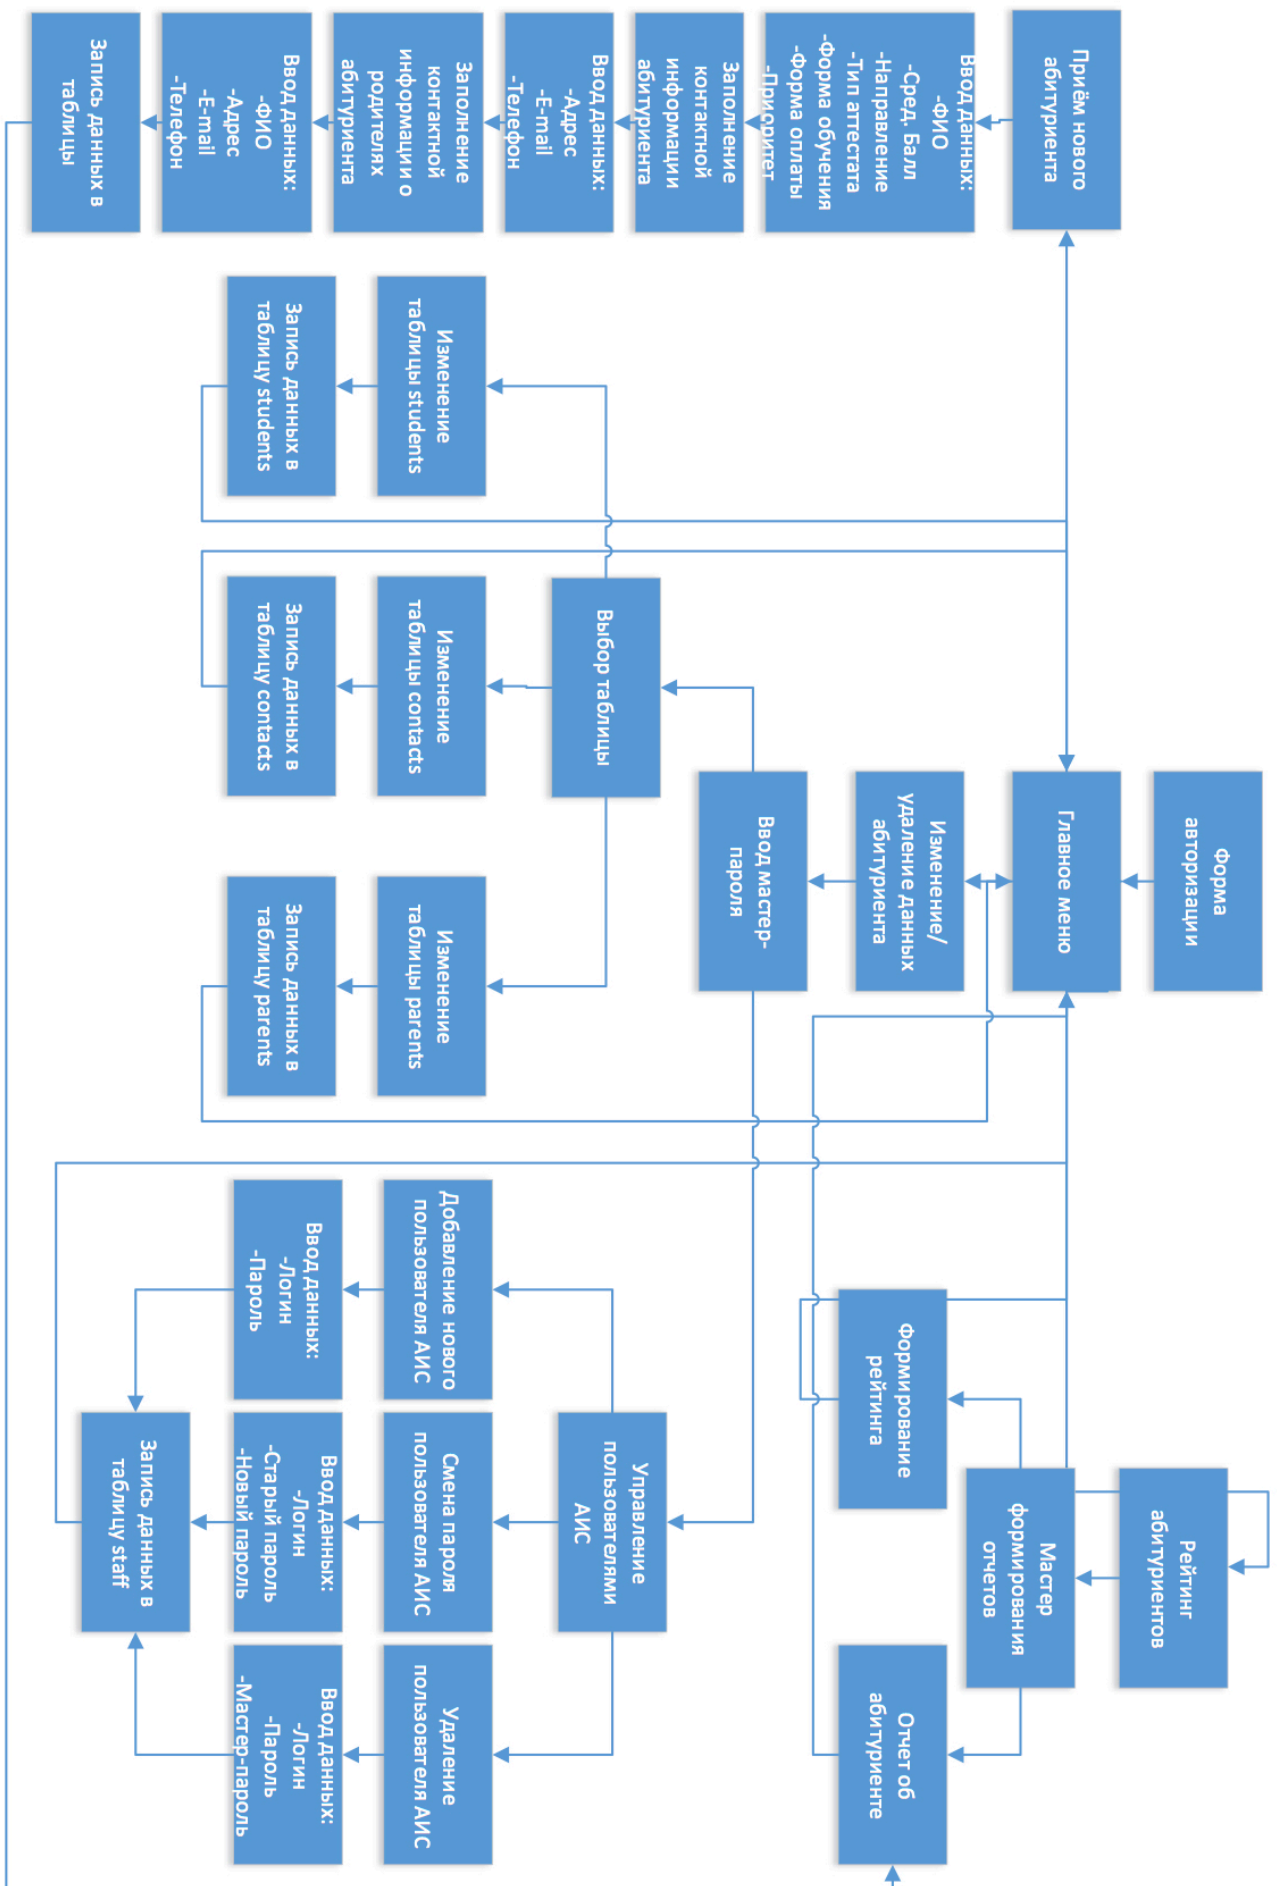 Форма
авторизации
Главное меню
Приём нового
абитуриента
Ввод данных:
-ФИО
-Сред. Балл
-Направление
-Тип аттестата
-Форма обучения
-Форма оплаты
-Приоритет
Заполнение
контактной
информации
абитуриента
Ввод данных:
-Адрес
-E-mail
-Телефон
Заполнение
контактной
информации о
родителях
абитуриента
Ввод данных:
-ФИО
-Адрес
-E-mail
-Телефон
Запись данных в
таблицы
Изменение/
удаление данных
абитуриента
Ввод мастер-
пароля
Выбор таблицы
Изменение
таблицы students
Запись данных в
таблицу students
Изменение
таблицы contacts
Запись данных в
таблицу contacts
Изменение
таблицы parents
Запись данных в
таблицу parents
Рейтинг
абитуриентов
Мастер
формирования
отчетов
Формирование
рейтинга
Отчет об
абитуриенте
Управление
пользователями
АИС
Добавление нового
пользователя АИС
Ввод данных:
-Логин
-Пароль
Смена пароля
пользователя АИС
Ввод данных:
-Логин
-Старый пароль
-Новый пароль
Удаление
пользователя АИС
Ввод данных:
-Логин
-Пароль
-Мастер-пароль
Запись данных в
таблицу staff